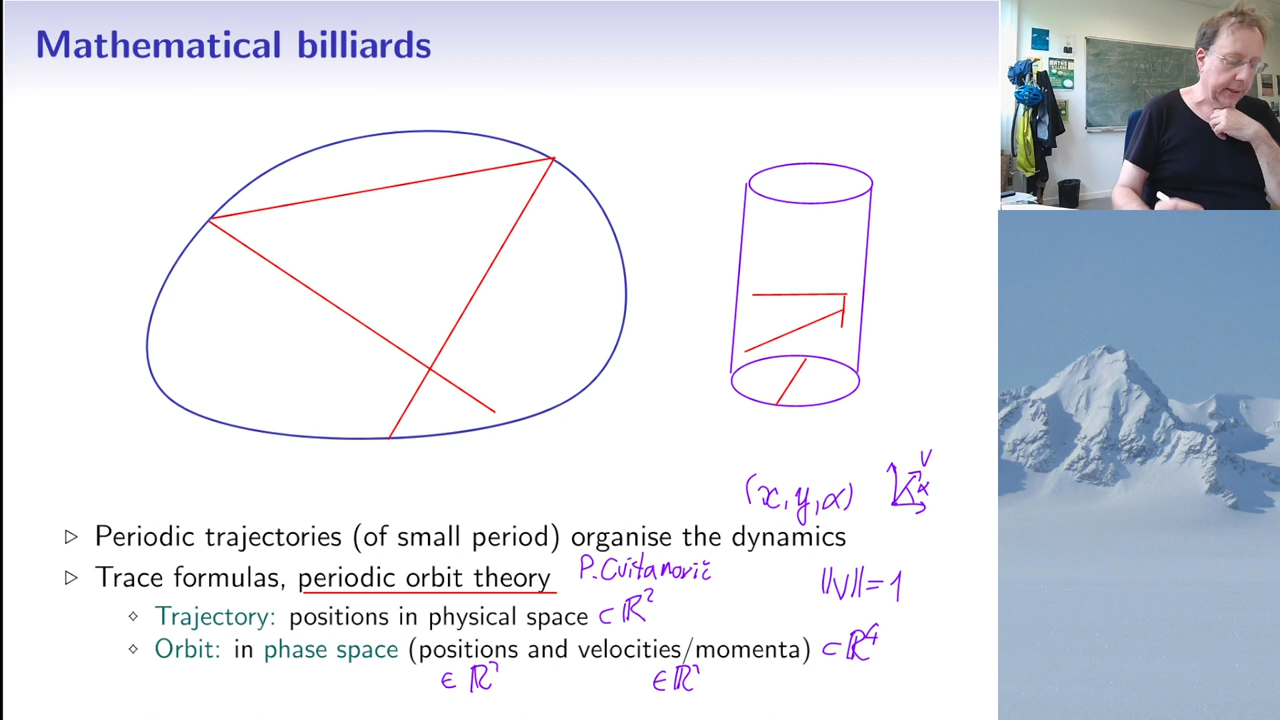 Mathematical billiards
(x, y, α)
V
α
▷ Periodic trajectories (of small period) organise the dynamics
▷ Trace formulas, periodic orbit theory P. Cvitanović
‖V‖ = 1
⋄ Trajectory: positions in physical space ⊂ ℝ²
⋄ Orbit: in phase space (positions and velocities/momenta) ⊂ ℝ⁴
∈ ℝ² ∈ ℝ²